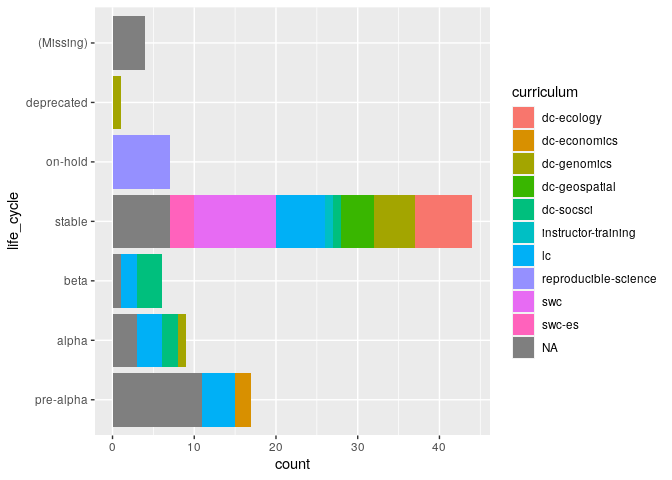 life_cycle
(Missing)
deprecated
on-hold
stable
beta
alpha
pre-alpha
0 10 20 30 40
count
curriculum
dc-ecology
dc-economics
dc-genomics
dc-geospatial
dc-socsci
instructor-training
lc
reproducible-science
swc
swc-es
NA